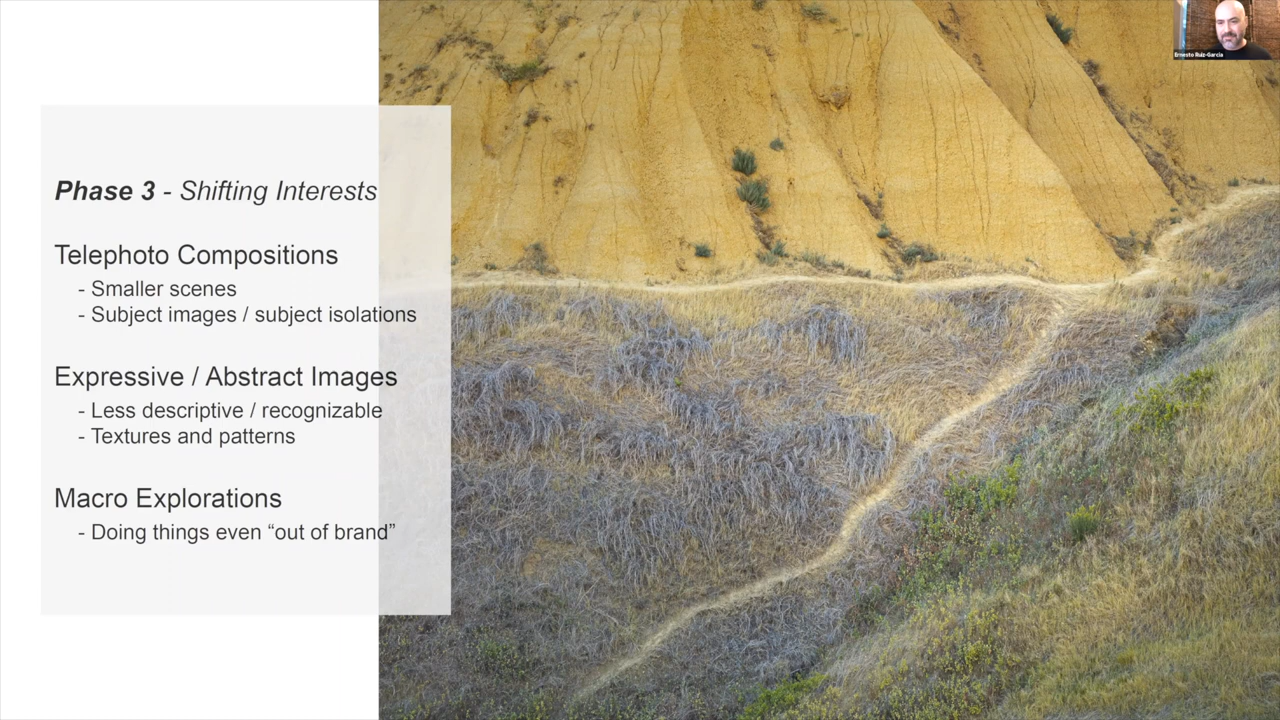 Phase 3 - Shifting Interests
Telephoto Compositions
- Smaller scenes
- Subject images / subject isolations
Expressive / Abstract Images
- Less descriptive / recognizable
- Textures and patterns
Macro Explorations
- Doing things even “out of brand”
Ernesto Ruiz-Garcia